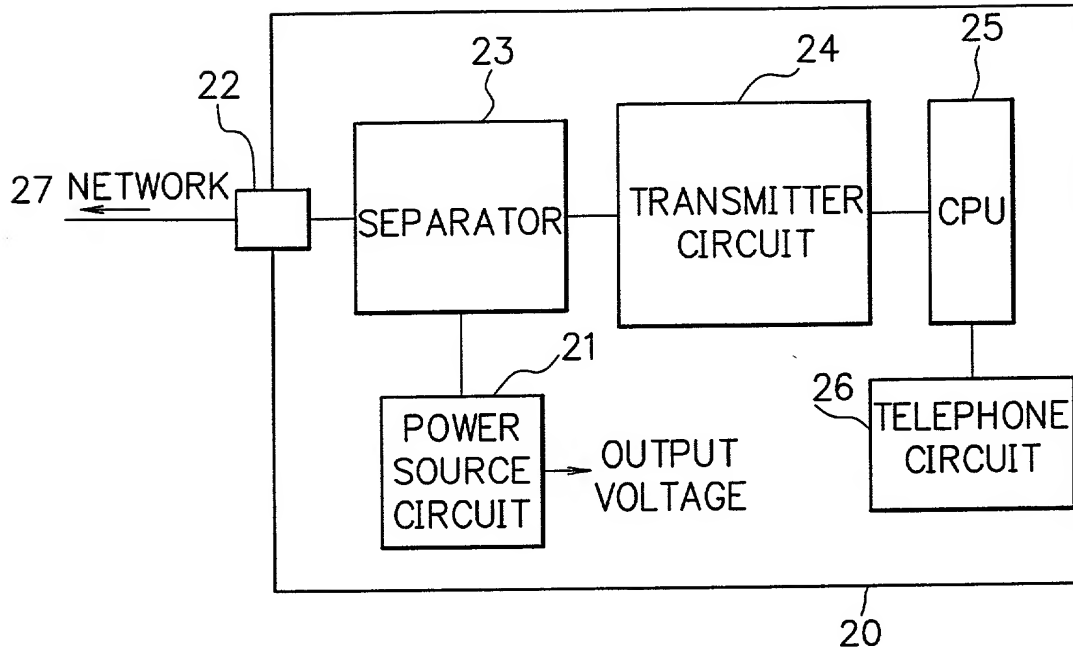 25
23
24
22
27 NETWORK
SEPARATOR
TRANSMITTER
CIRCUIT
CPU
21
26
POWER
SOURCE
CIRCUIT
OUTPUT
VOLTAGE
TELEPHONE
CIRCUIT
20